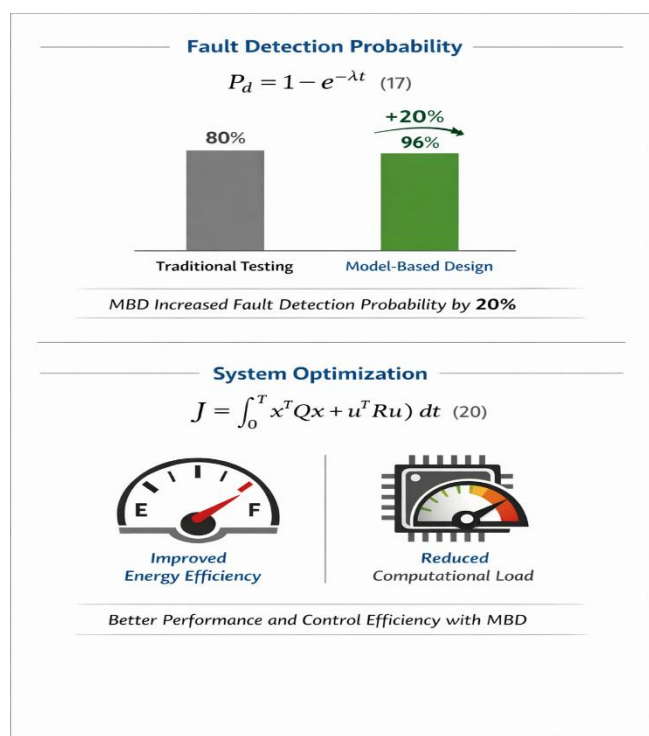 Fault Detection Probability
P_d = 1 − e^{−λt} (17)
+20%
80%
96%
Traditional Testing
Model-Based Design
MBD Increased Fault Detection Probability by 20%
System Optimization
J = ∫_0^T x^T Qx + u^T Ru) dt (20)
E F
Improved
Energy Efficiency
Reduced
Computational Load
Better Performance and Control Efficiency with MBD